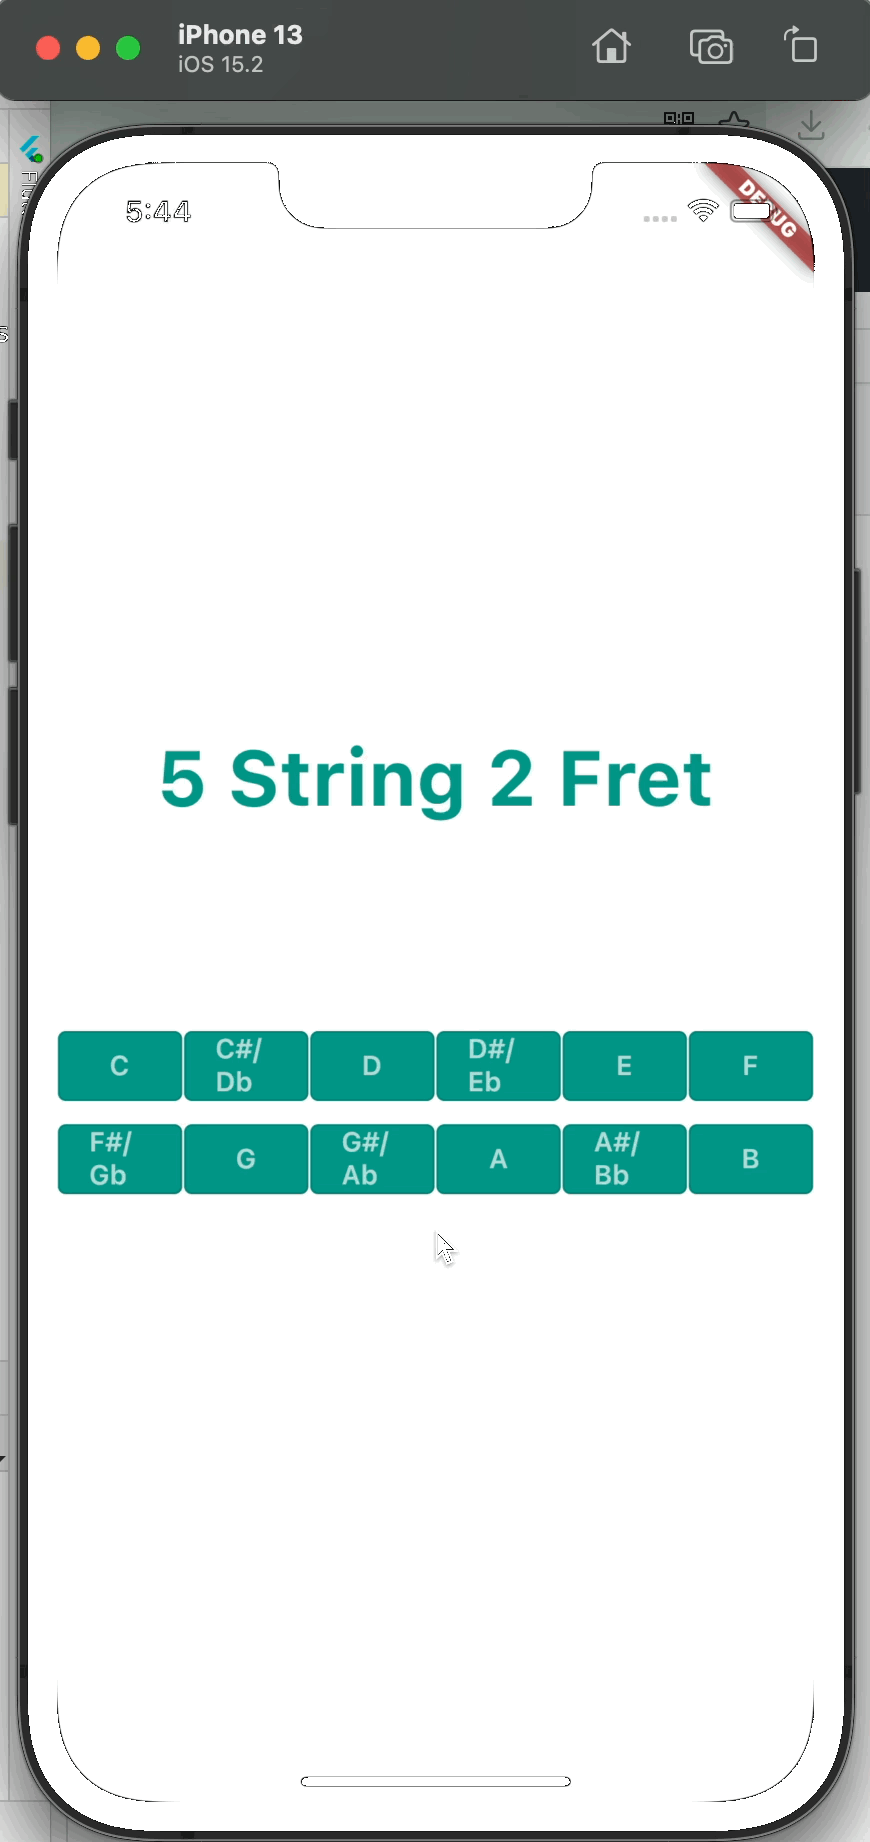 iPhone 13
iOS 15.2
5:44
DEBUG
5 String 2 Fret
C
C#/
Db
D
D#/
Eb
E
F
F#/
Gb
G
G#/
Ab
A
A#/
Bb
B